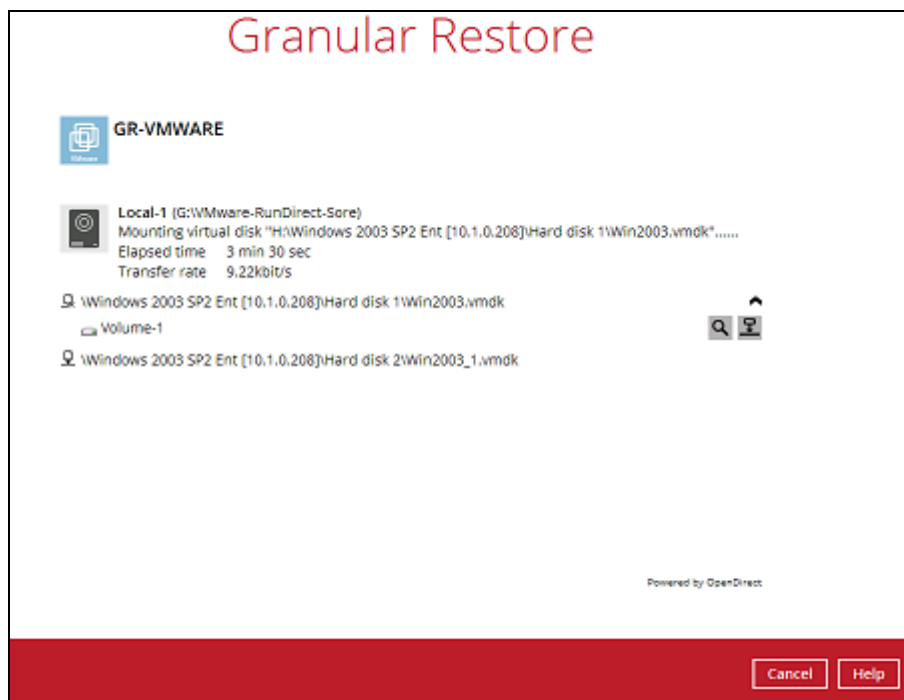 Granular Restore
GR-VMWARE
VMware
Local-1 (G:\VMware-RunDirect-Sore)
Mounting virtual disk "H:\Windows 2003 SP2 Ent [10.1.0.208]\Hard disk 1\Win2003.vmdk"......
Elapsed time 3 min 30 sec
Transfer rate 9.22kbit/s
\Windows 2003 SP2 Ent [10.1.0.208]\Hard disk 1\Win2003.vmdk
Volume-1
\Windows 2003 SP2 Ent [10.1.0.208]\Hard disk 2\Win2003_1.vmdk
Powered by OpenDirect
Cancel Help